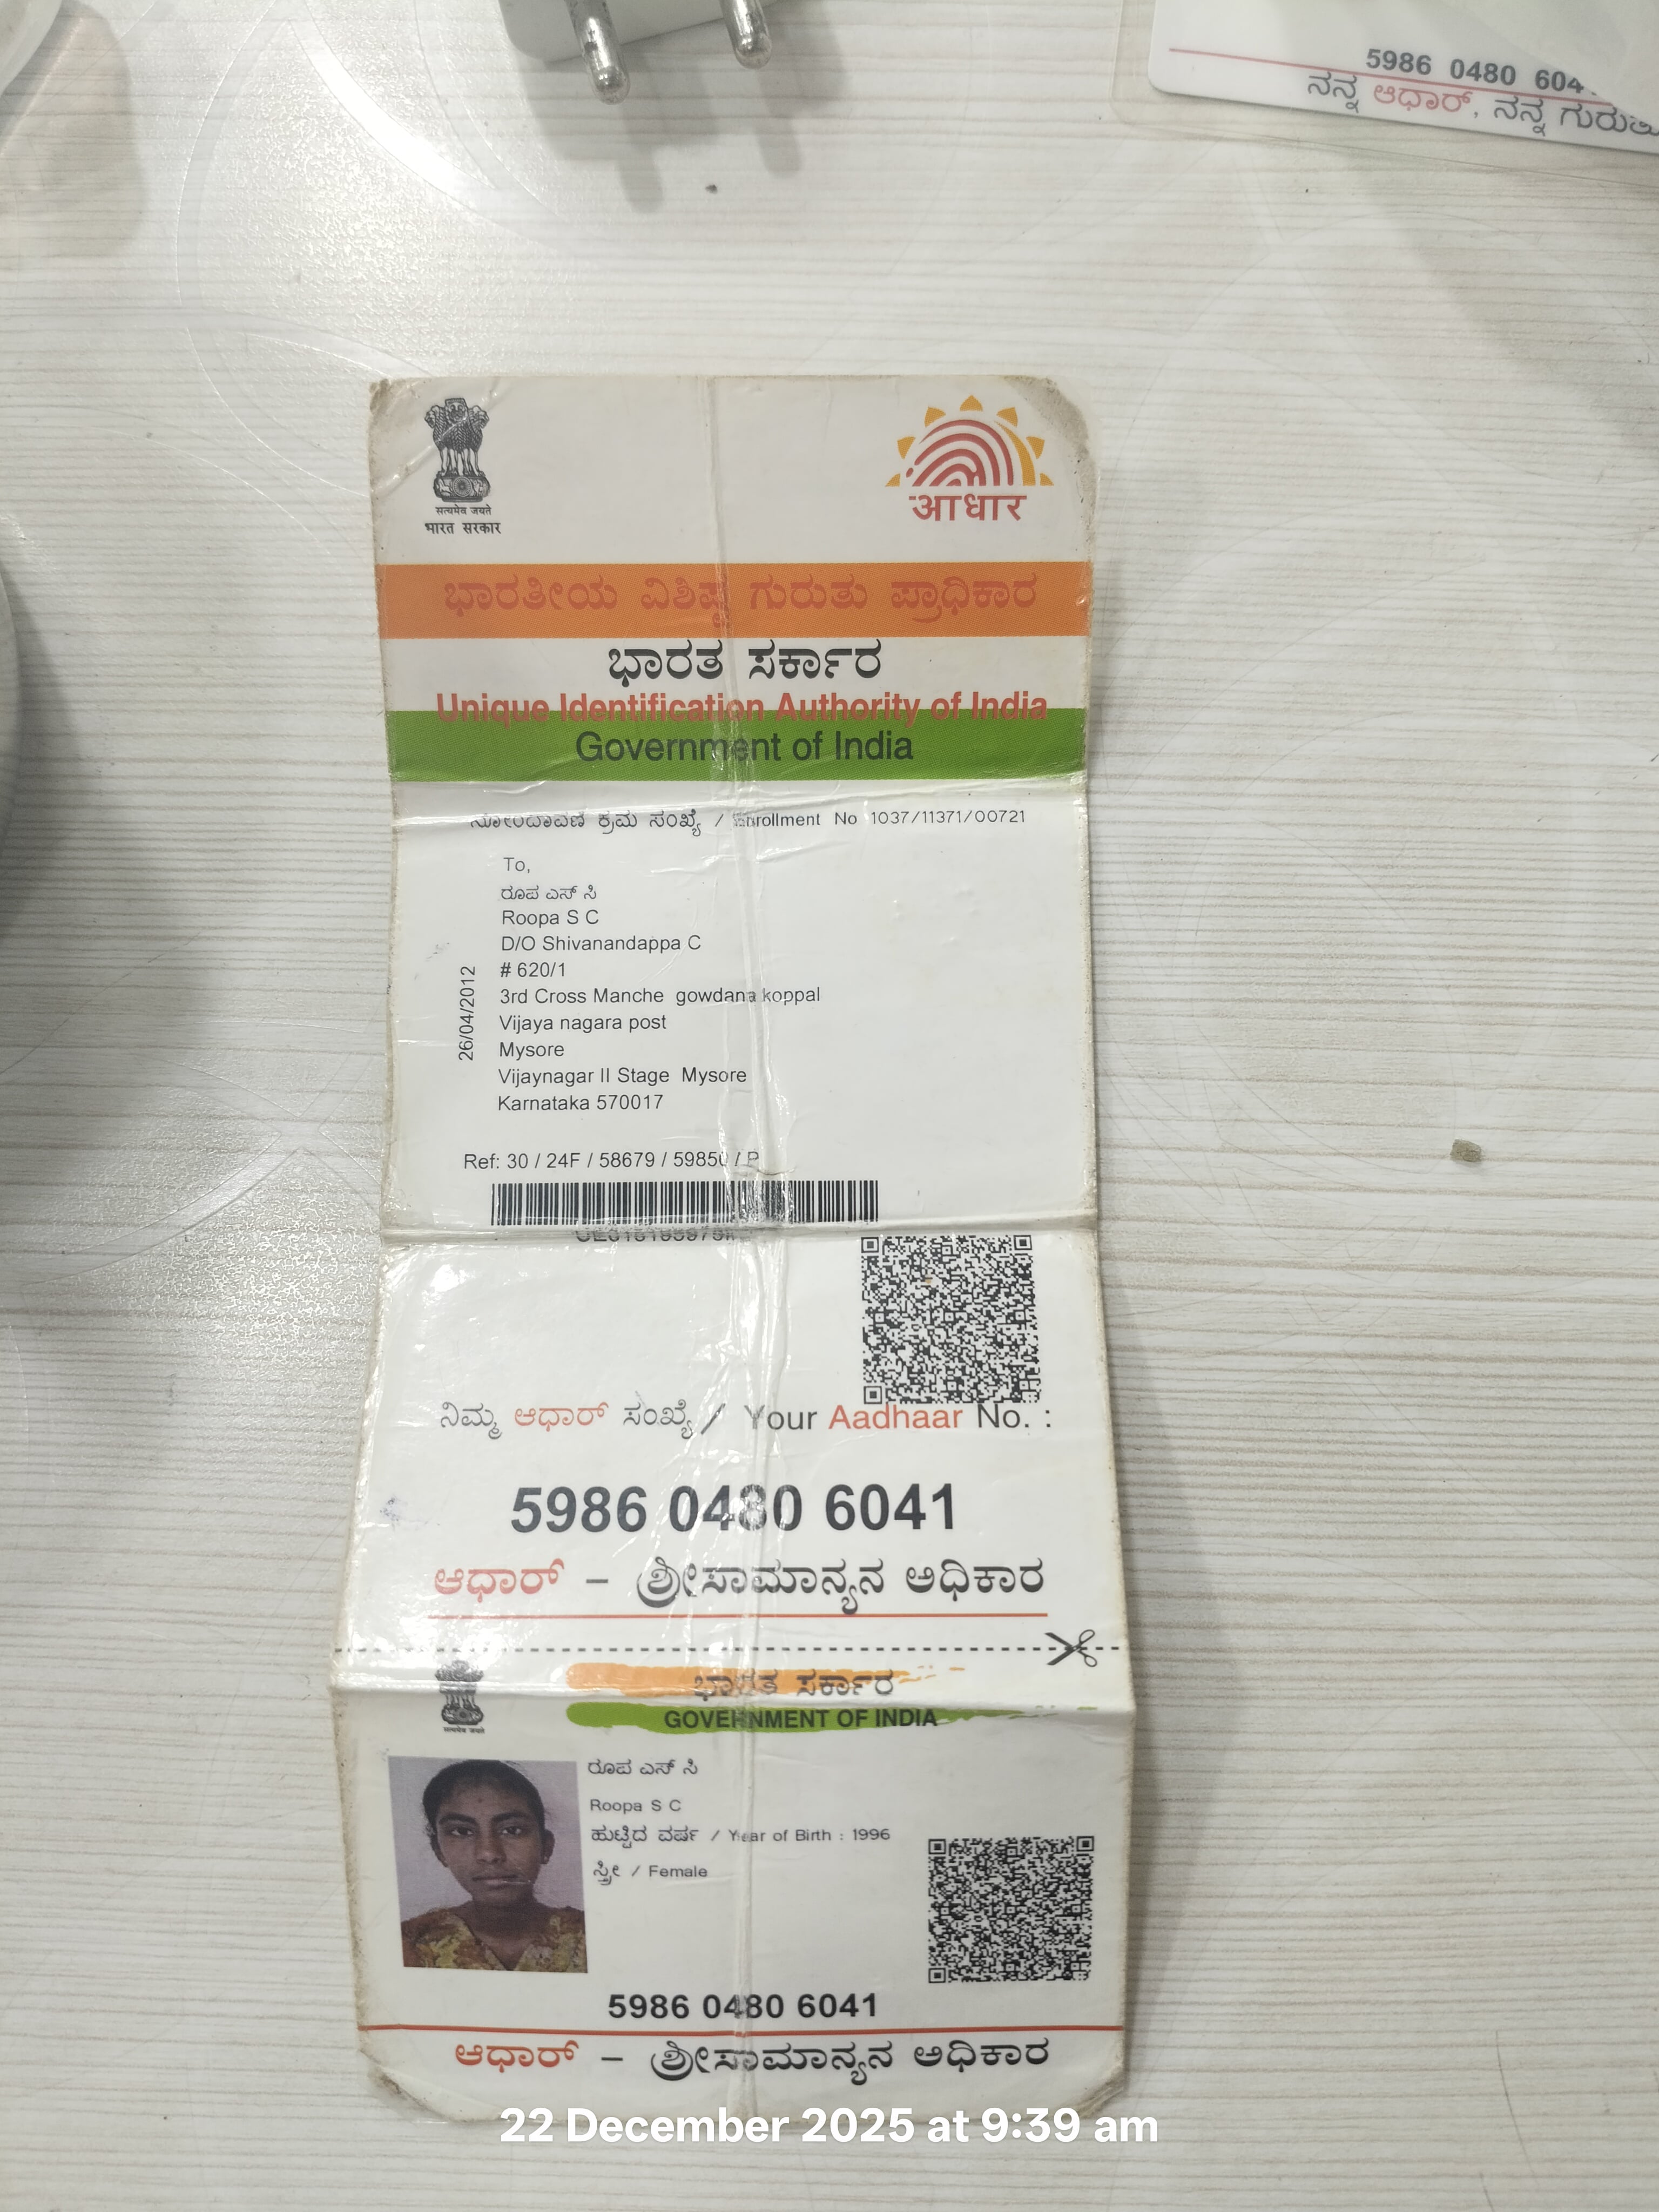 5986 0480 604
ನನ್ನ ಆಧಾರ್, ನನ್ನ ಗುರುತು
सत्यमेव जयते
भारत सरकार
आधार
ಭಾರತೀಯ ವಿಶಿಷ್ಟ ಗುರುತು ಪ್ರಾಧಿಕಾರ
ಭಾರತ ಸರ್ಕಾರ
Unique Identification Authority of India
Government of India
ನೋಂದಾವಣಿ ಕ್ರಮ ಸಂಖ್ಯೆ / Enrollment No 1037/11371/00721
To,
ರೂಪ ಎಸ್ ಸಿ
Roopa S C
D/O Shivanandappa C
# 620/1
3rd Cross Manche gowdana koppal
Vijaya nagara post
Mysore
Vijaynagar II Stage Mysore
Karnataka 570017
26/04/2012
Ref: 30 / 24F / 58679 / 59850 / P
ನಿಮ್ಮ ಆಧಾರ್ ಸಂಖ್ಯೆ / Your Aadhaar No. :
5986 0480 6041
ಆಧಾರ್ – ಶ್ರೀಸಾಮಾನ್ಯನ ಅಧಿಕಾರ
ಭಾರತ ಸರ್ಕಾರ
GOVERNMENT OF INDIA
ರೂಪ ಎಸ್ ಸಿ
Roopa S C
ಹುಟ್ಟಿದ ವರ್ಷ / Year of Birth : 1996
ಸ್ತ್ರೀ / Female
5986 0480 6041
ಆಧಾರ್ – ಶ್ರೀಸಾಮಾನ್ಯನ ಅಧಿಕಾರ
22 December 2025 at 9:39 am